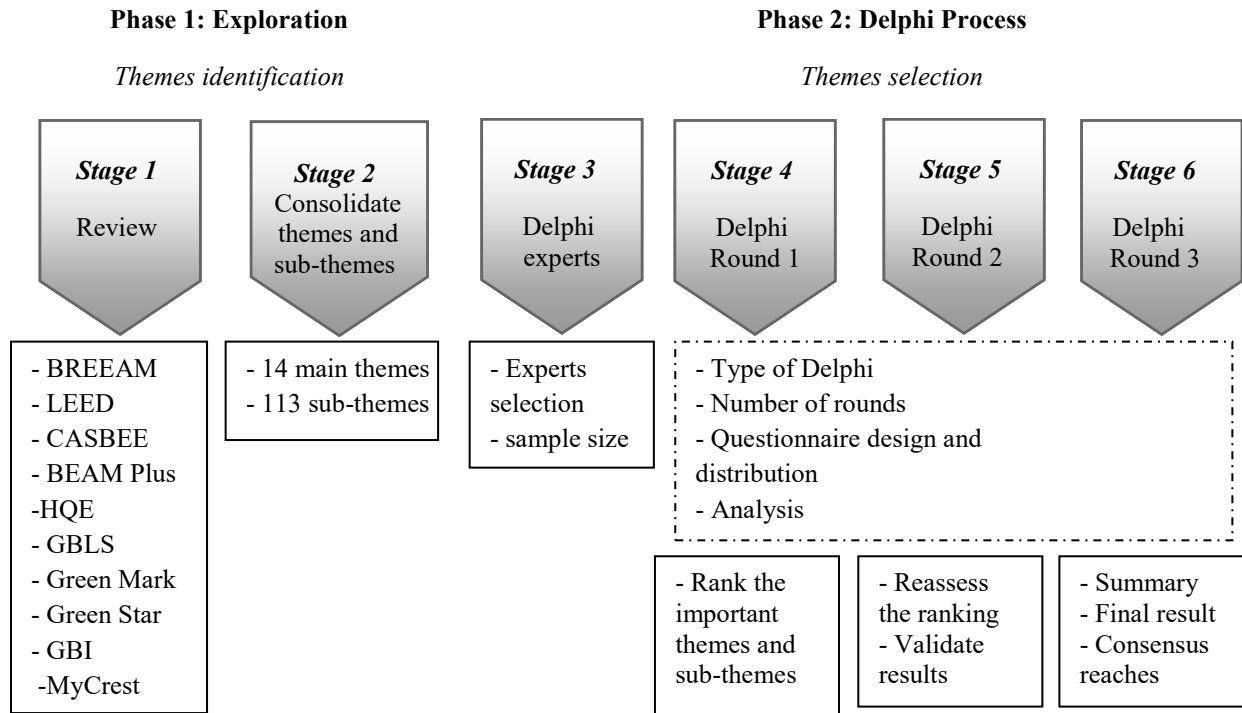 Phase 1: Exploration
Phase 2: Delphi Process
Themes identification
Themes selection
Stage 1
Review
Stage 2
Consolidate
themes and
sub-themes
Stage 3
Delphi
experts
Stage 4
Delphi
Round 1
Stage 5
Delphi
Round 2
Stage 6
Delphi
Round 3
- BREEAM
- LEED
- CASBEE
- BEAM Plus
-HQE
- GBLS
- Green Mark
- Green Star
- GBI
-MyCrest
- 14 main themes
- 113 sub-themes
- Experts
selection
- sample size
- Type of Delphi
- Number of rounds
- Questionnaire design and
distribution
- Analysis
- Rank the
important
themes and
sub-themes
- Reassess
the ranking
- Validate
results
- Summary
- Final result
- Consensus
reaches